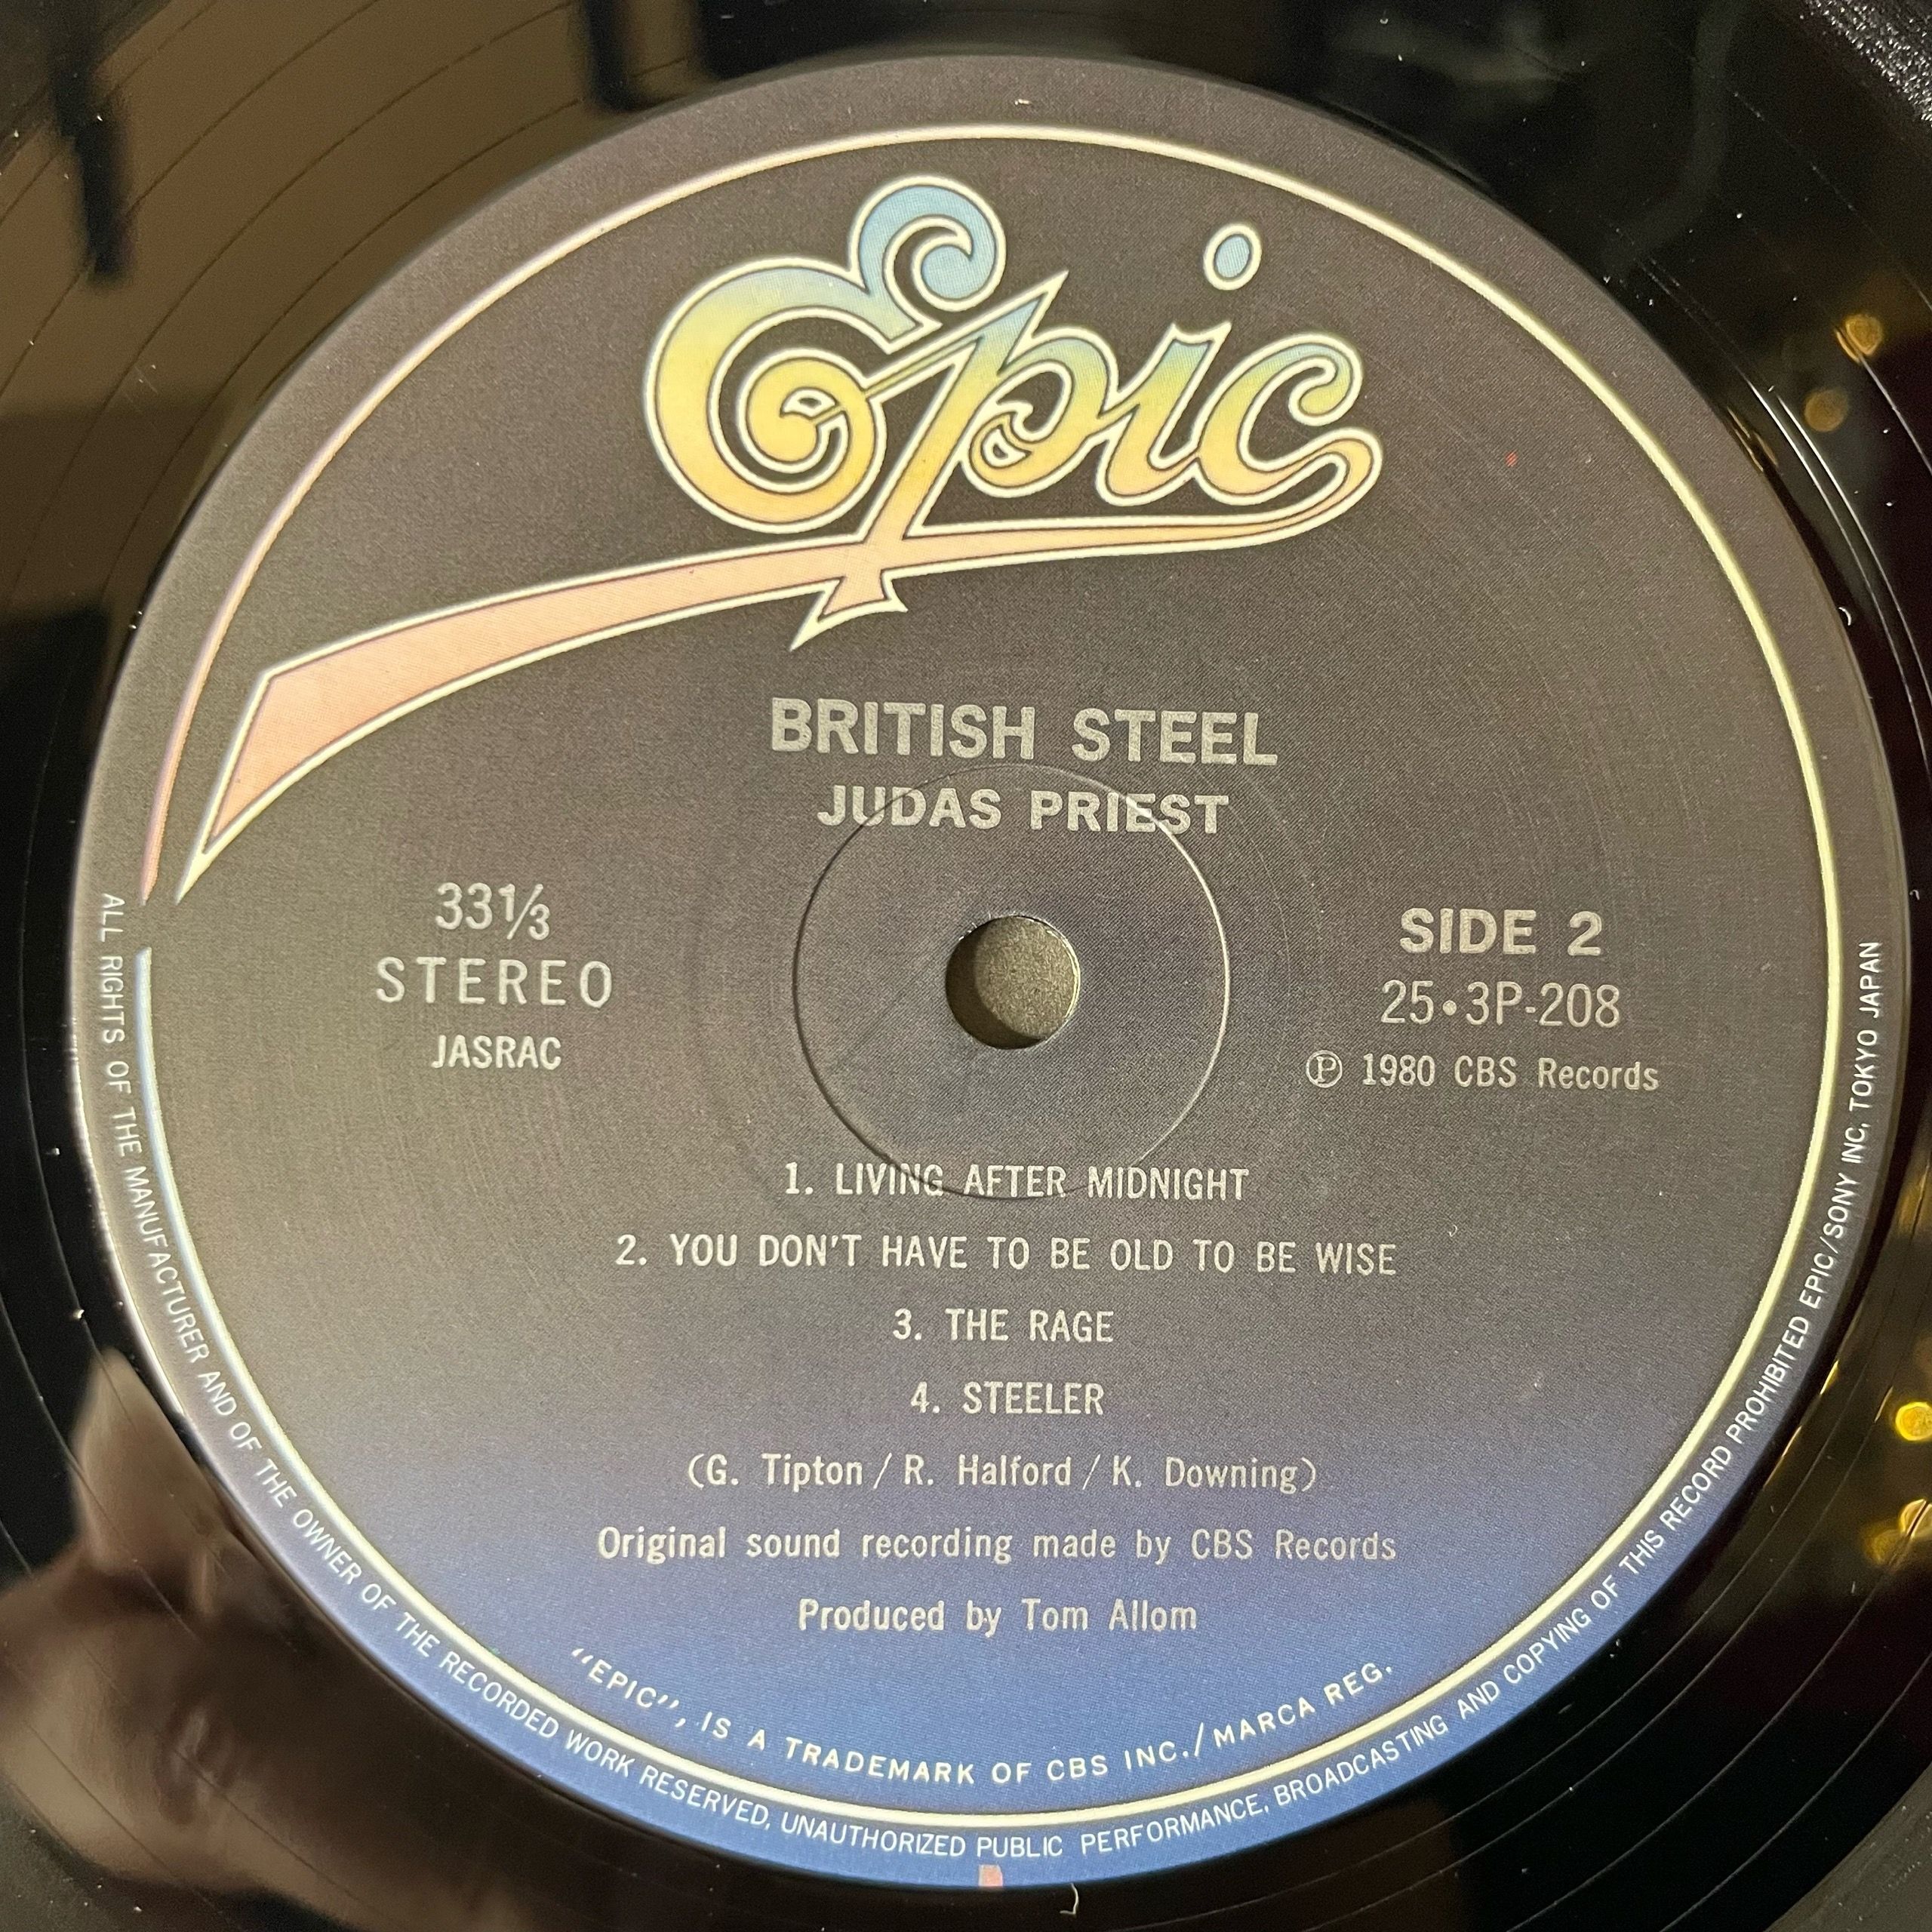 Epic
BRITISH STEEL
JUDAS PRIEST
33⅓
STEREO
JASRAC
SIDE 2
25•3P-208
℗ 1980 CBS Records
1. LIVING AFTER MIDNIGHT
2. YOU DON'T HAVE TO BE OLD TO BE WISE
3. THE RAGE
4. STEELER
(G. Tipton / R. Halford / K. Downing)
Original sound recording made by CBS Records
Produced by Tom Allom
“EPIC”, IS A TRADEMARK OF CBS INC./MARCA REG.
ALL RIGHTS OF THE MANUFACTURER AND OF THE OWNER OF THE RECORDED WORK RESERVED, UNAUTHORIZED PUBLIC PERFORMANCE, BROADCASTING AND COPYING OF THIS RECORD PROHIBITED EPIC/SONY INC, TOKYO JAPAN